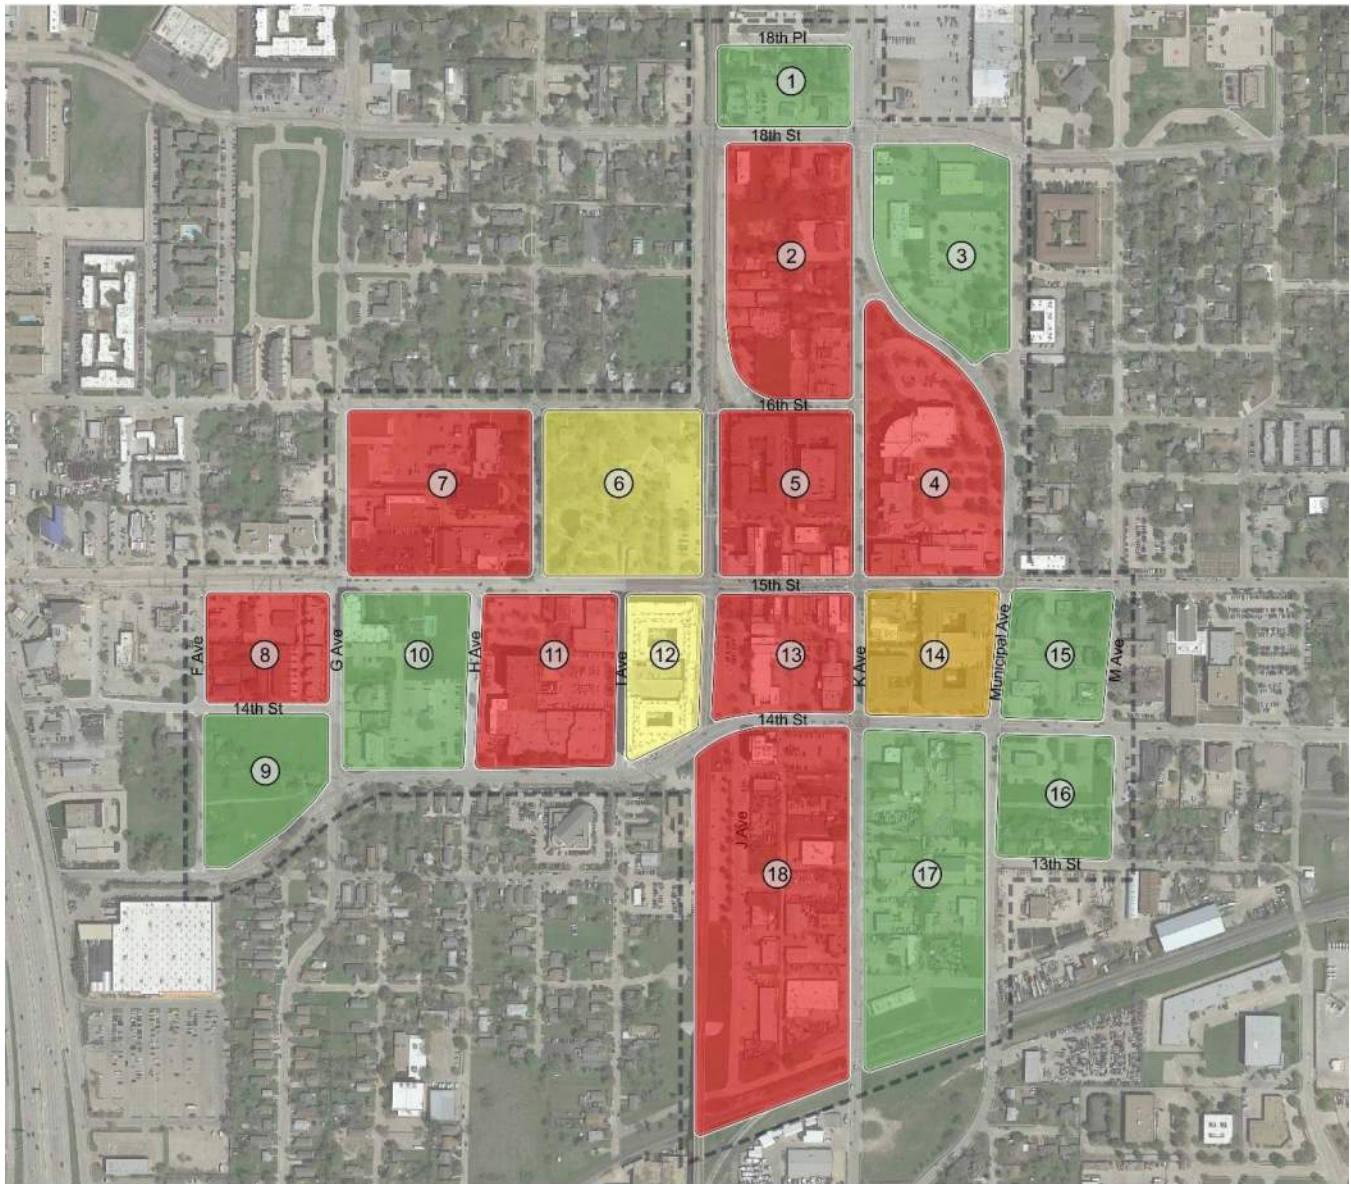 18th Pl
1
18th St
2
3
16th St
7
6
5
4
15th St
F Ave
8
G Ave
10
H Ave
11
I Ave
12
13
K Ave
14
Municipal Ave
15
M Ave
14th St
14th St
9
16
J Ave
18
17
13th St